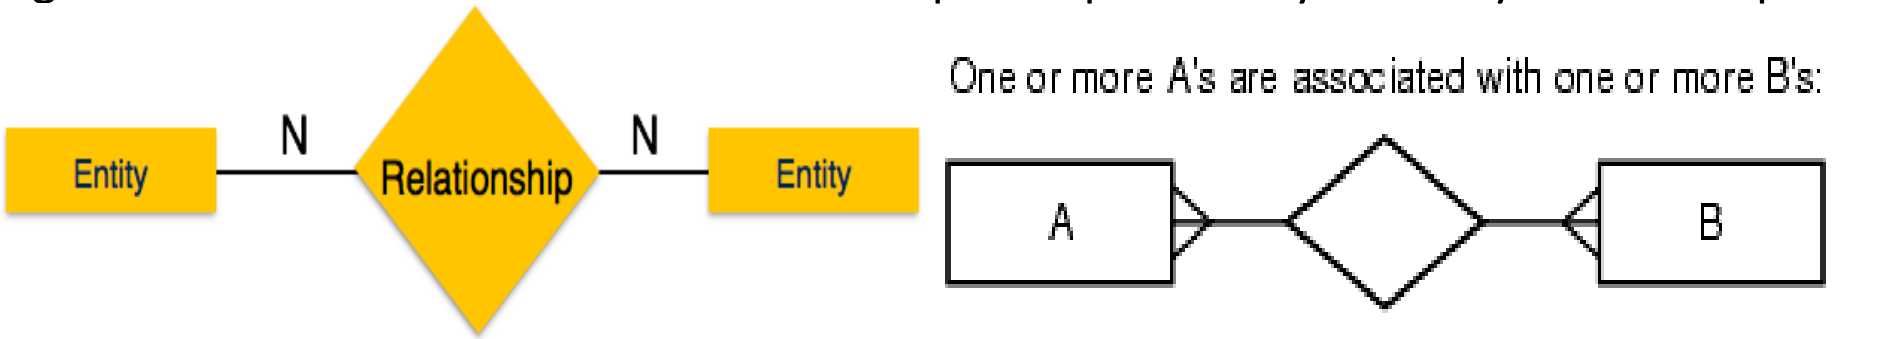 N
N
Entity
Relationship
Entity
One or more A's are associated with one or more B's:
A
B